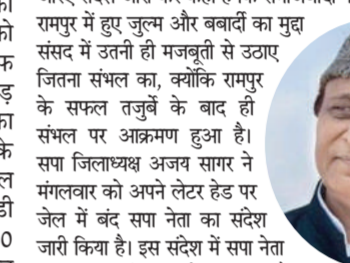 रामपुर में हुए जुल्म और बबार्दी का मुद्दा
संसद में उतनी ही मजबूती से उठाए
जितना संभल का, क्योंकि रामपुर
के सफल तजुर्बे के बाद ही
संभल पर आक्रमण हुआ है।
सपा जिलाध्यक्ष अजय सागर ने
मंगलवार को अपने लेटर हेड पर
जेल में बंद सपा नेता का संदेश
जारी किया है। इस संदेश में सपा नेता